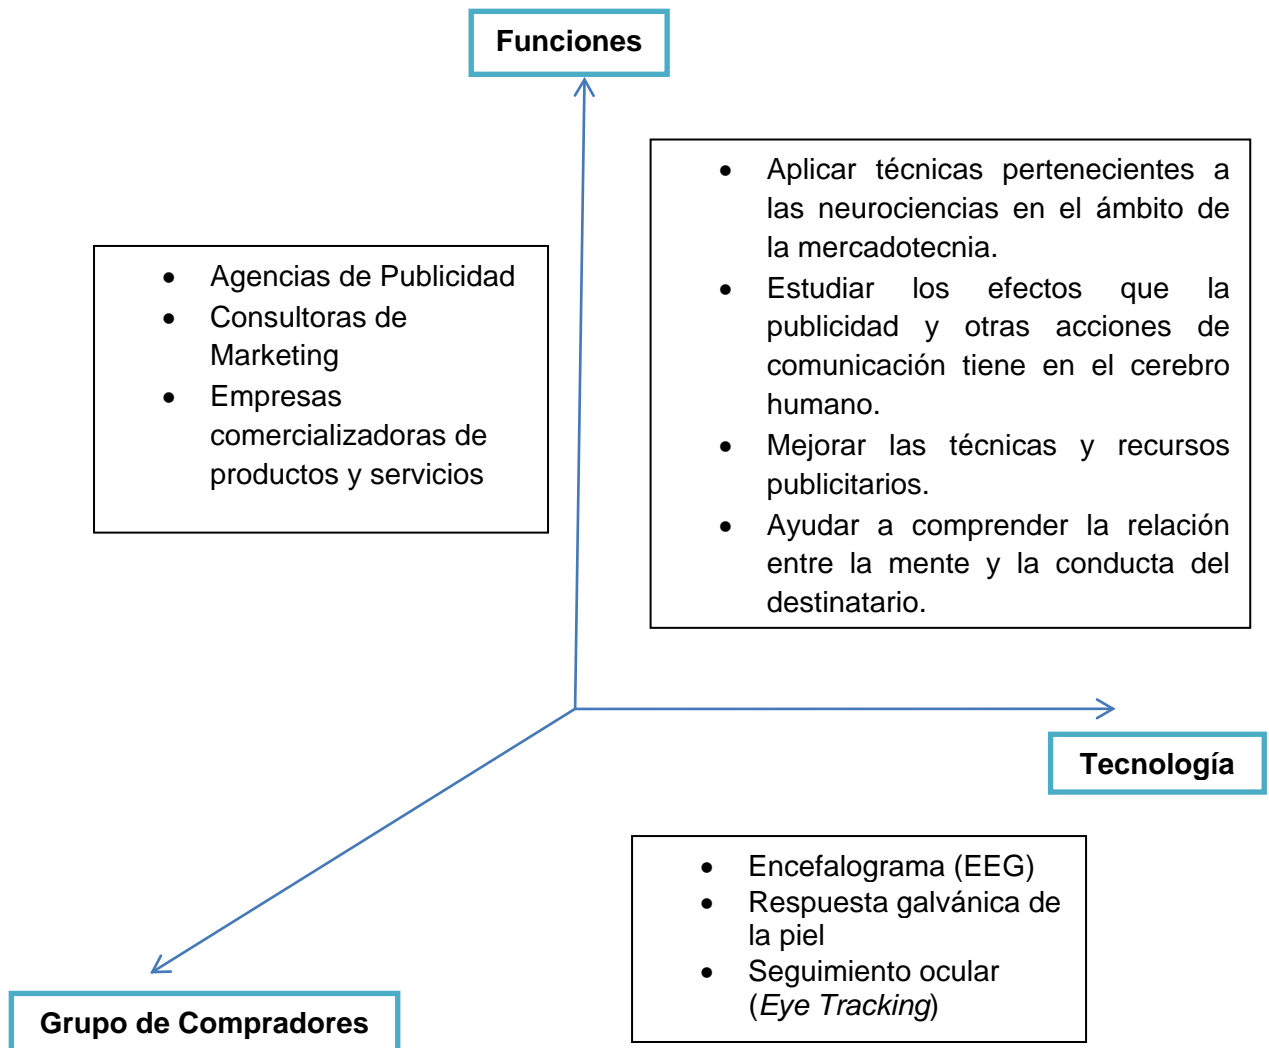 Funciones
• Agencias de Publicidad
• Consultoras de
Marketing
• Empresas
comercializadoras de
productos y servicios
• Aplicar técnicas pertenecientes a
las neurociencias en el ámbito de
la mercadotecnia.
• Estudiar los efectos que la
publicidad y otras acciones de
comunicación tiene en el cerebro
humano.
• Mejorar las técnicas y recursos
publicitarios.
• Ayudar a comprender la relación
entre la mente y la conducta del
destinatario.
Tecnología
• Encefalograma (EEG)
• Respuesta galvánica de
la piel
• Seguimiento ocular
(Eye Tracking)
Grupo de Compradores